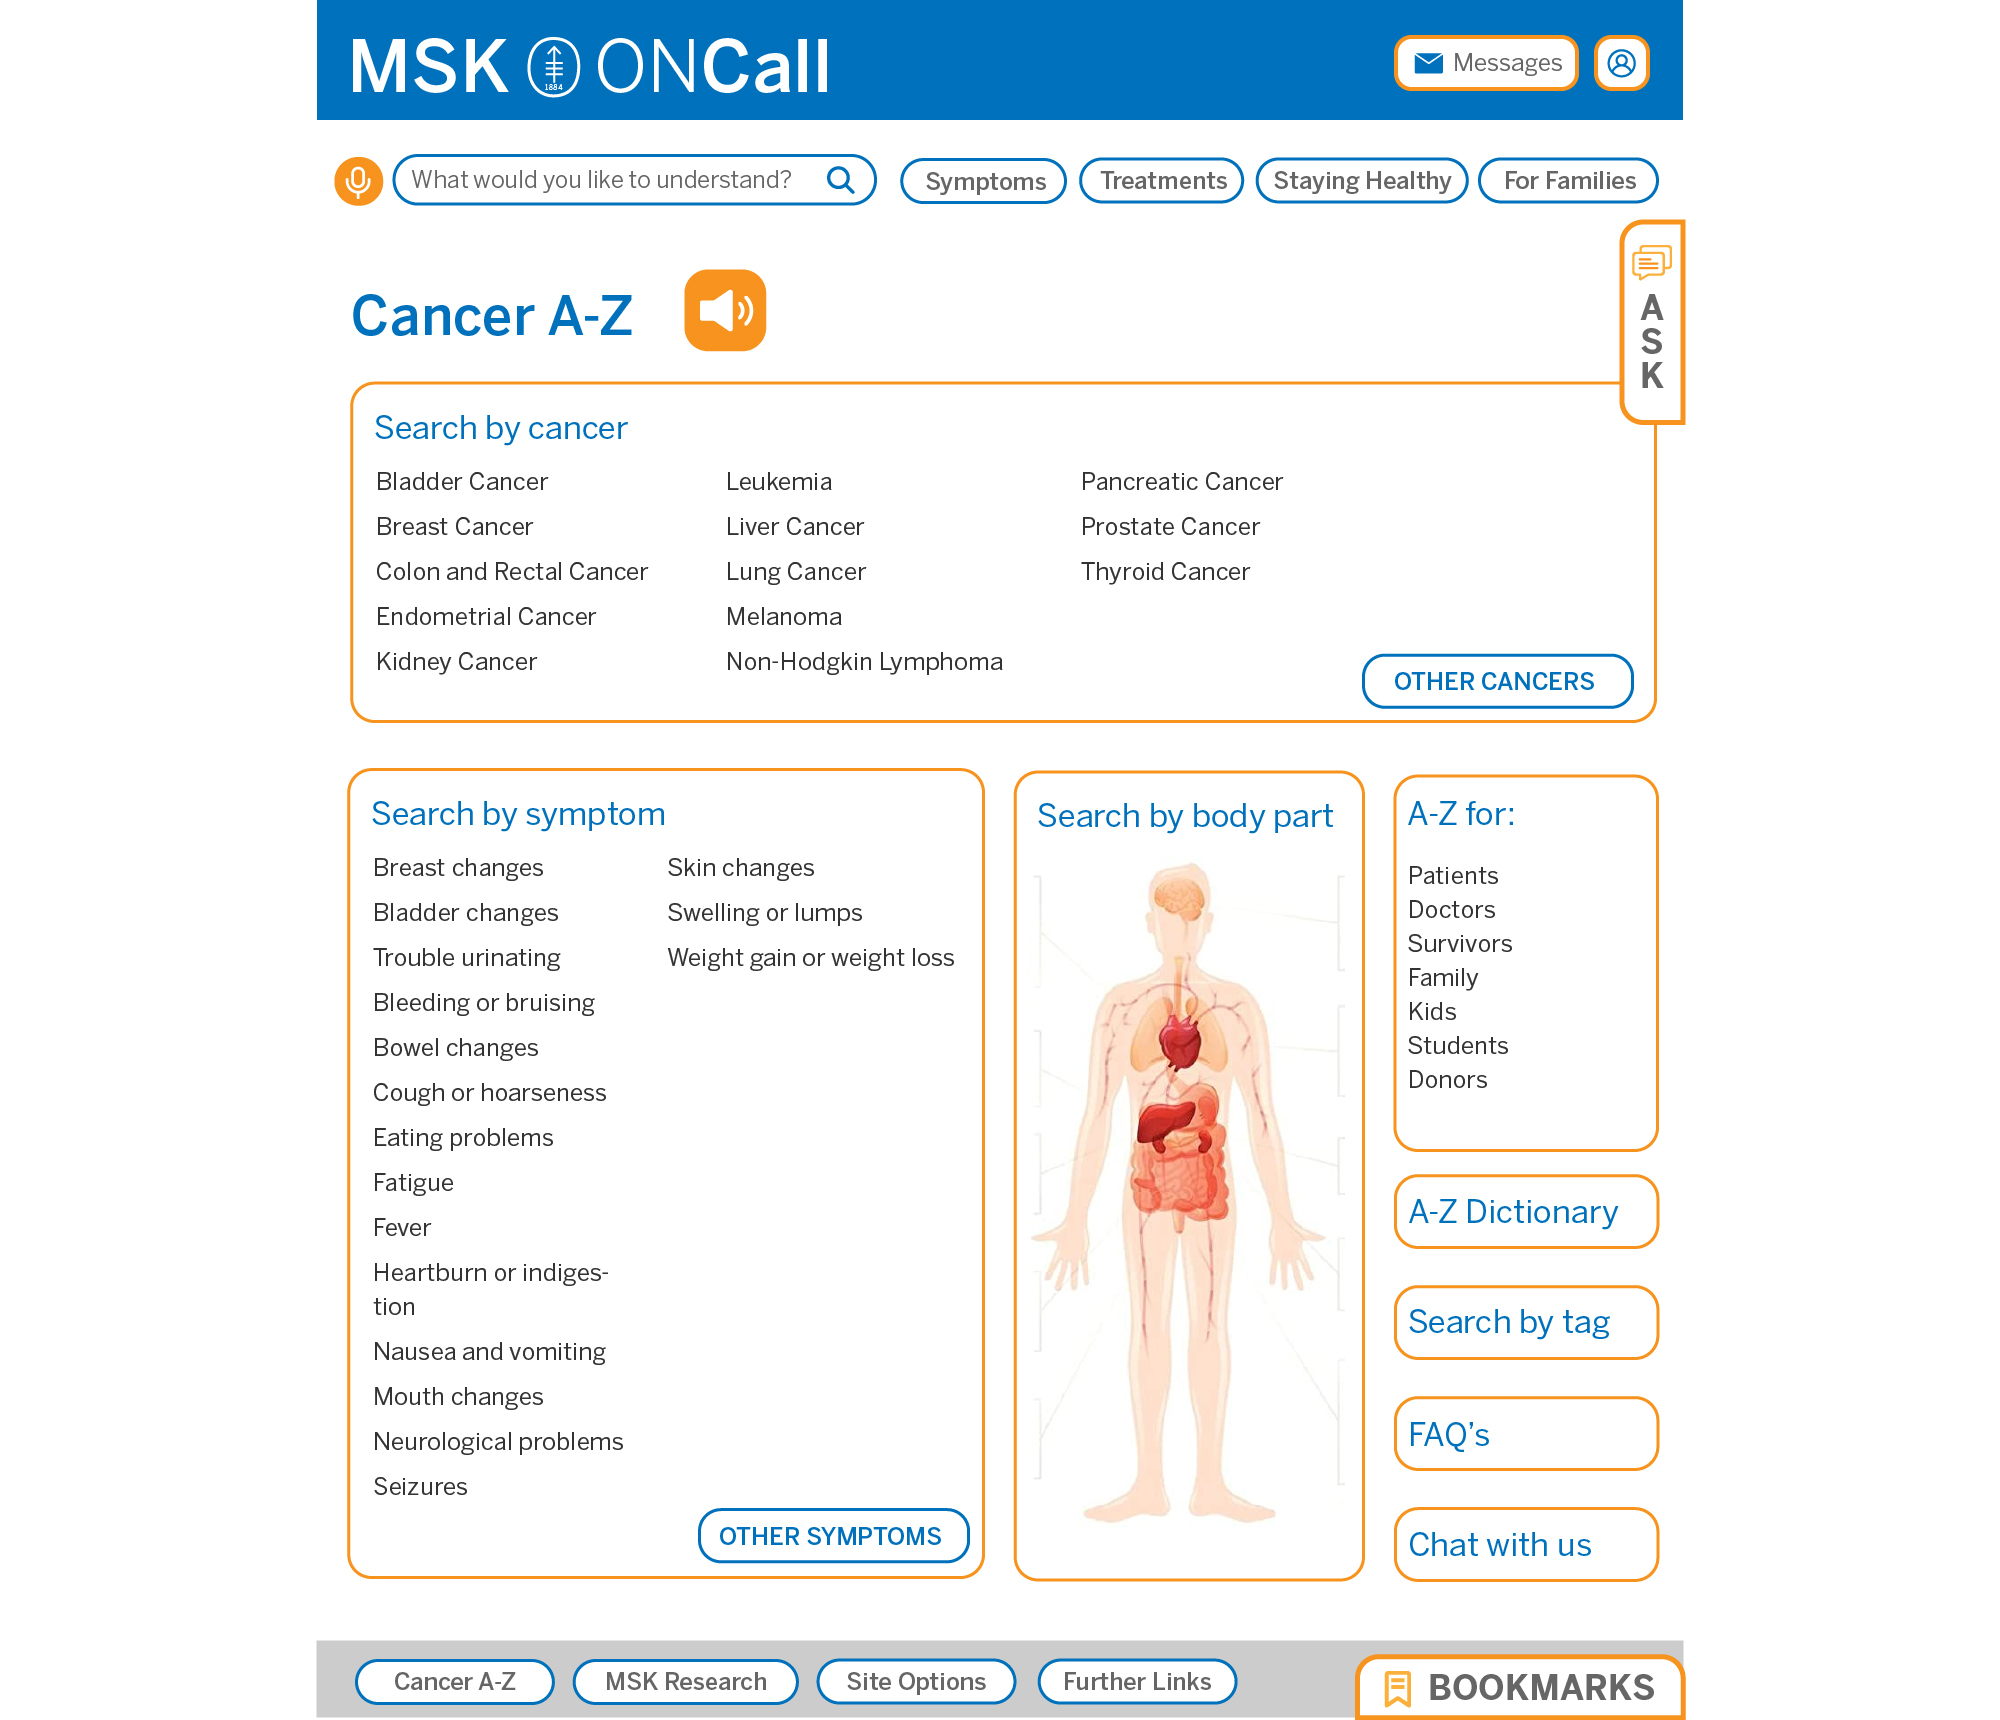 MSK 1884 ONCall
Messages
What would you like to understand?
Symptoms
Treatments
Staying Healthy
For Families
ASK
Cancer A-Z
Search by cancer
Bladder Cancer
Breast Cancer
Colon and Rectal Cancer
Endometrial Cancer
Kidney Cancer
Leukemia
Liver Cancer
Lung Cancer
Melanoma
Non-Hodgkin Lymphoma
Pancreatic Cancer
Prostate Cancer
Thyroid Cancer
OTHER CANCERS
Search by symptom
Breast changes
Bladder changes
Trouble urinating
Bleeding or bruising
Bowel changes
Cough or hoarseness
Eating problems
Fatigue
Fever
Heartburn or indiges-
tion
Nausea and vomiting
Mouth changes
Neurological problems
Seizures
Skin changes
Swelling or lumps
Weight gain or weight loss
OTHER SYMPTOMS
Search by body part
A-Z for:
Patients
Doctors
Survivors
Family
Kids
Students
Donors
A-Z Dictionary
Search by tag
FAQ’s
Chat with us
Cancer A-Z
MSK Research
Site Options
Further Links
BOOKMARKS